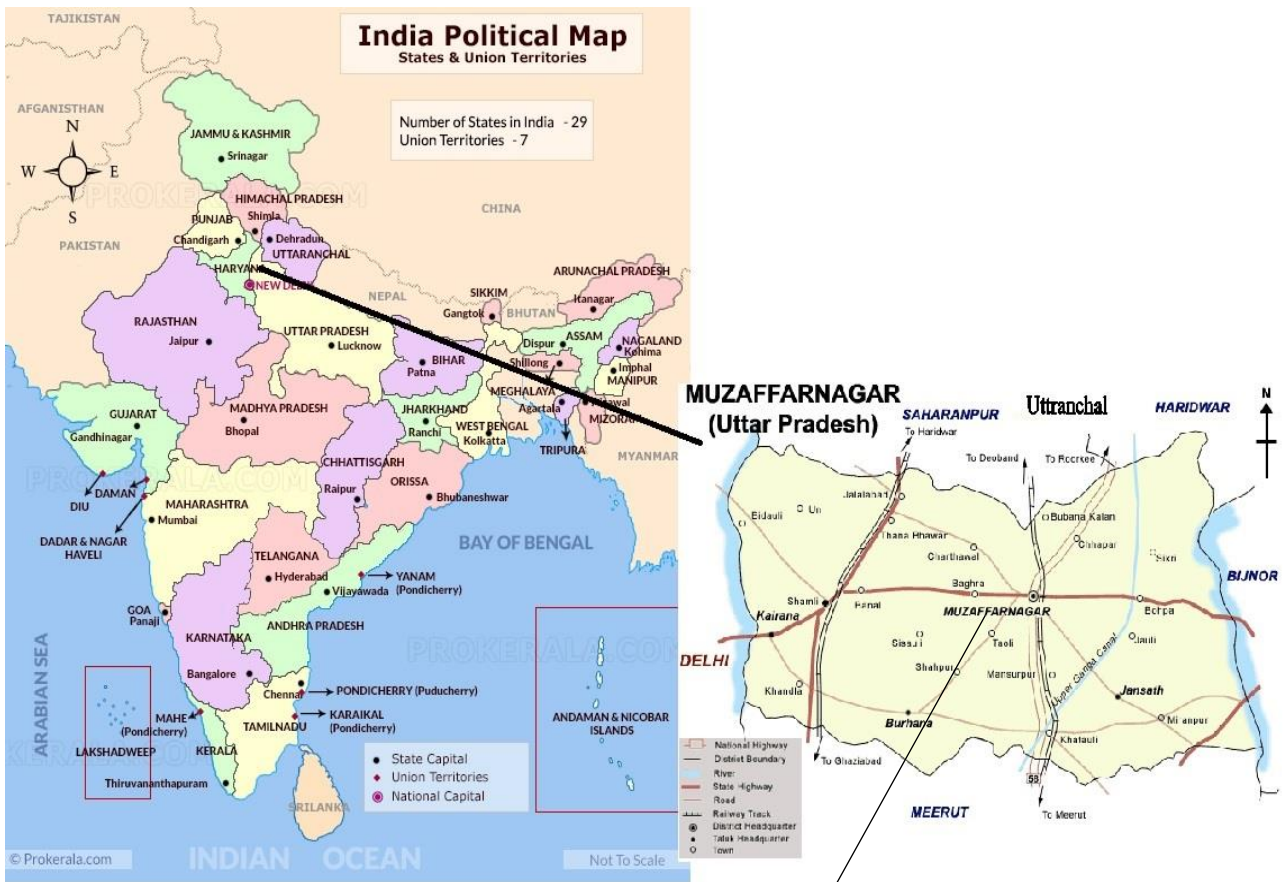 TAJIKISTAN
India Political Map
States & Union Territories
AFGANISTHAN
Number of States in India - 29
Union Territories - 7
N
W
E
S
JAMMU & KASHMIR
Srinagar
HIMACHAL PRADESH
Shimla
CHINA
PUNJAB
Chandigarh
Dehradun
UTTARANCHAL
PAKISTAN
NEW DELHI
NEPAL
SIKKIM
Gangtok
BHUTAN
ARUNACHAL PRADESH
Itanagar
RAJASTHAN
Jaipur
UTTAR PRADESH
Lucknow
ASSAM
Dispur
NAGALAND
Kohima
BIHAR
Patna
Shillong
Imphal
MANIPUR
MEGHALAYA
Agartala
TRIPURA
MYANMAR
GUJARAT
Gandhinagar
MADHYA PRADESH
Bhopal
JHARKHAND
Ranchi
WEST BENGAL
Kolkatta
CHHATTISGARH
Raipur
ORISSA
Bhubaneshwar
DIU
DAMAN
DADAR & NAGAR
HAVELI
MAHARASHTRA
Mumbai
BAY OF BENGAL
TELANGANA
Hyderabad
YANAM
(Pondicherry)
Vijayawada
GOA
Panaji
ANDHRA PRADESH
KARNATAKA
Bangalore
ARABIAN SEA
PROKERALA.COM
Chennai
PONDICHERRY (Puducherry)
MAHE
(Pondicherry)
KARAIKAL
(Pondicherry)
TAMILNADU
LAKSHADWEEP
KERALA
Thiruvananthapuram
ANDAMAN & NICOBAR
ISLANDS
State Capital
Union Territories
National Capital
SRILANKA
© Prokerala.com
INDIAN OCEAN
Not To Scale
MUZAFFARNAGAR
(Uttar Pradesh)
SAHARANPUR
Uttranchal
HARIDWAR
N
To Haridwar
To Deoband
To Roorkee
Jalalabad
Bidauli
Un
Bubana Kalan
Thana Bhawar
Charthawal
Chhapar
Sikri
BIJNOR
Baghra
Shamli
Banat
MUZAFFARNAGAR
Bohpa
Kairana
Sissuli
Taoli
Jauli
DELHI
Shahpur
Mansurpur
Upper Ganga Canal
Khandla
Jansath
Burhana
Khatauli
To Ghaziabad
58
MEERUT
To Meerut
National Highway
District Boundary
River
State Highway
Road
Railway Track
District Headquarter
Taluk Headquarter
Town